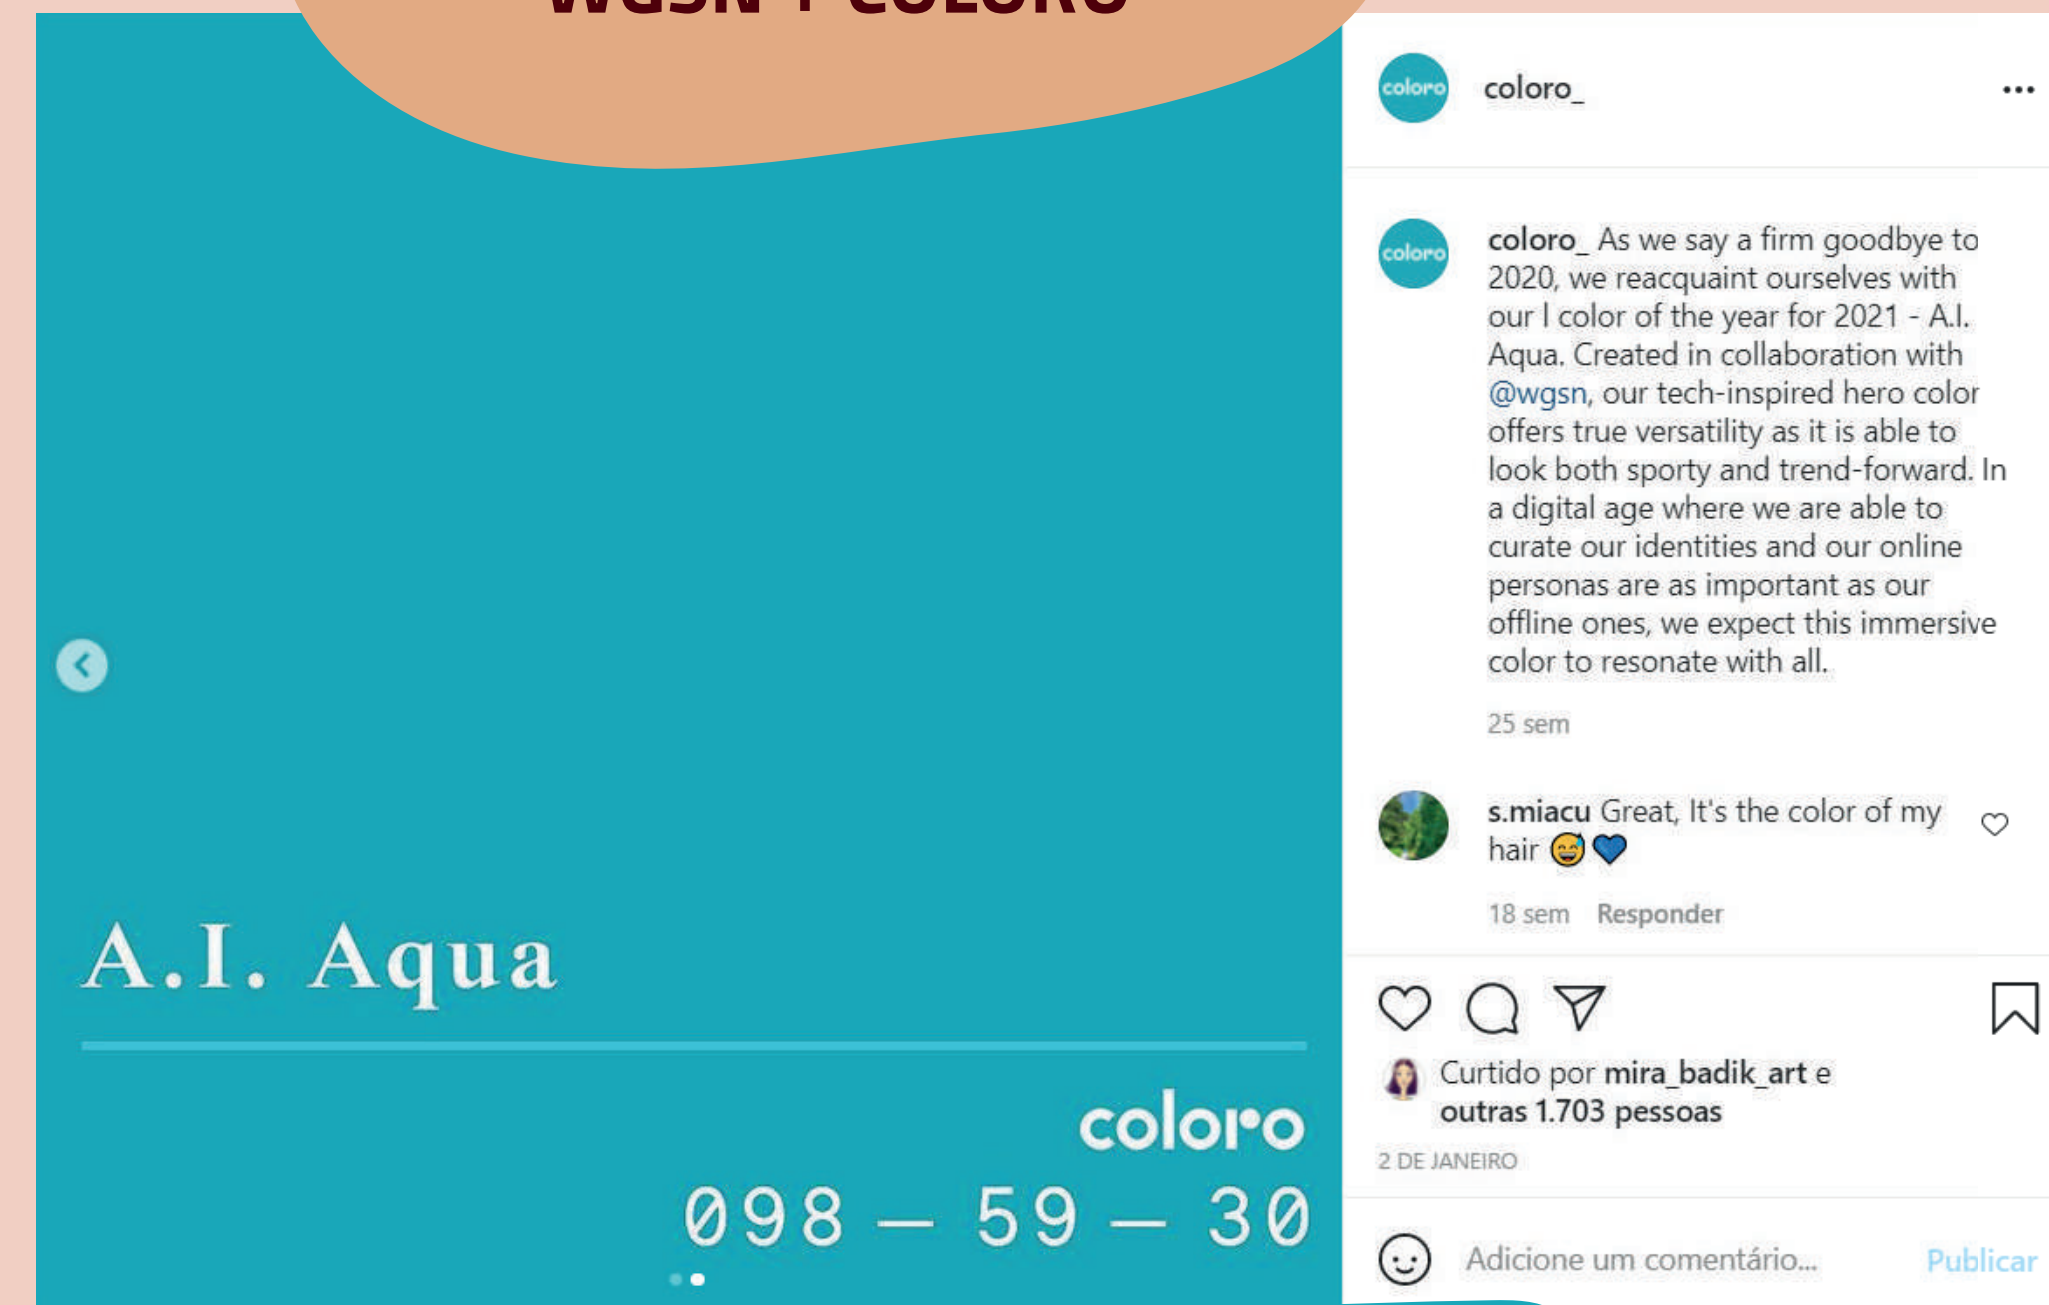 WGSN + COLORO
coloro
coloro_
coloro
coloro_ As we say a firm goodbye to
2020, we reacquaint ourselves with
our l color of the year for 2021 - A.I.
Aqua. Created in collaboration with
@wgsn, our tech-inspired hero color
offers true versatility as it is able to
look both sporty and trend-forward. In
a digital age where we are able to
curate our identities and our online
personas are as important as our
offline ones, we expect this immersive
color to resonate with all.
25 sem
s.miacu Great, It's the color of my
hair 😅💙
18 sem Responder
A.I. Aqua
coloro
098 — 59 — 30
Curtido por mira_badik_art e
outras 1.703 pessoas
2 DE JANEIRO
Adicione um comentário... Publicar